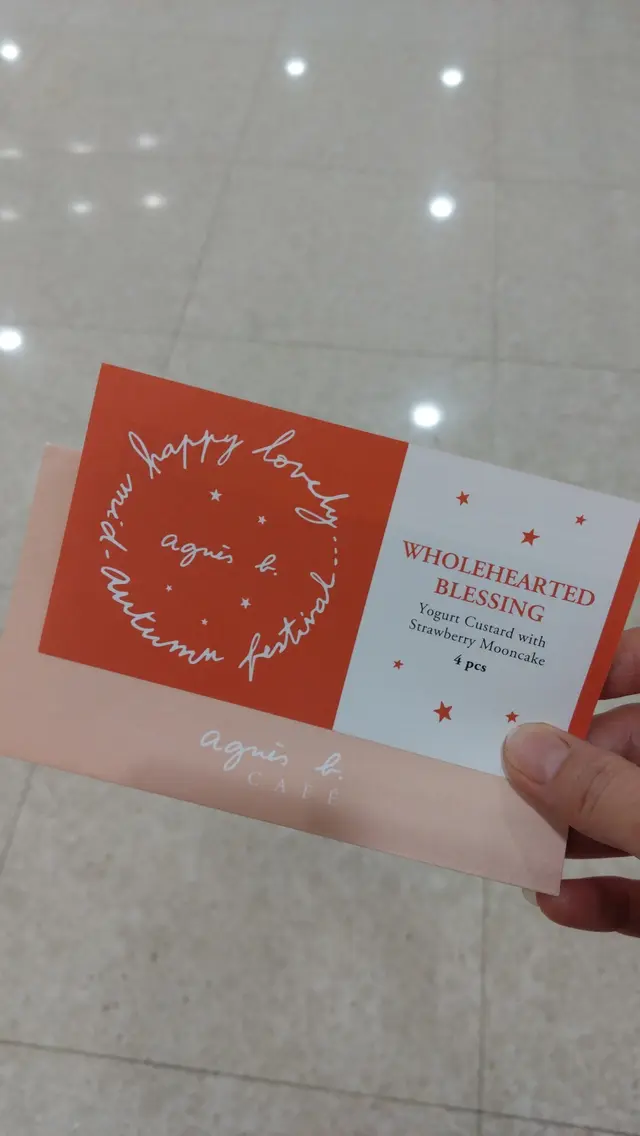 happy lovely....
mid-autumn festival....
agnès b.
WHOLEHEARTED
BLESSING
Yogurt Custard with
Strawberry Mooncake
4 pcs
agnès b.
CAFÉ